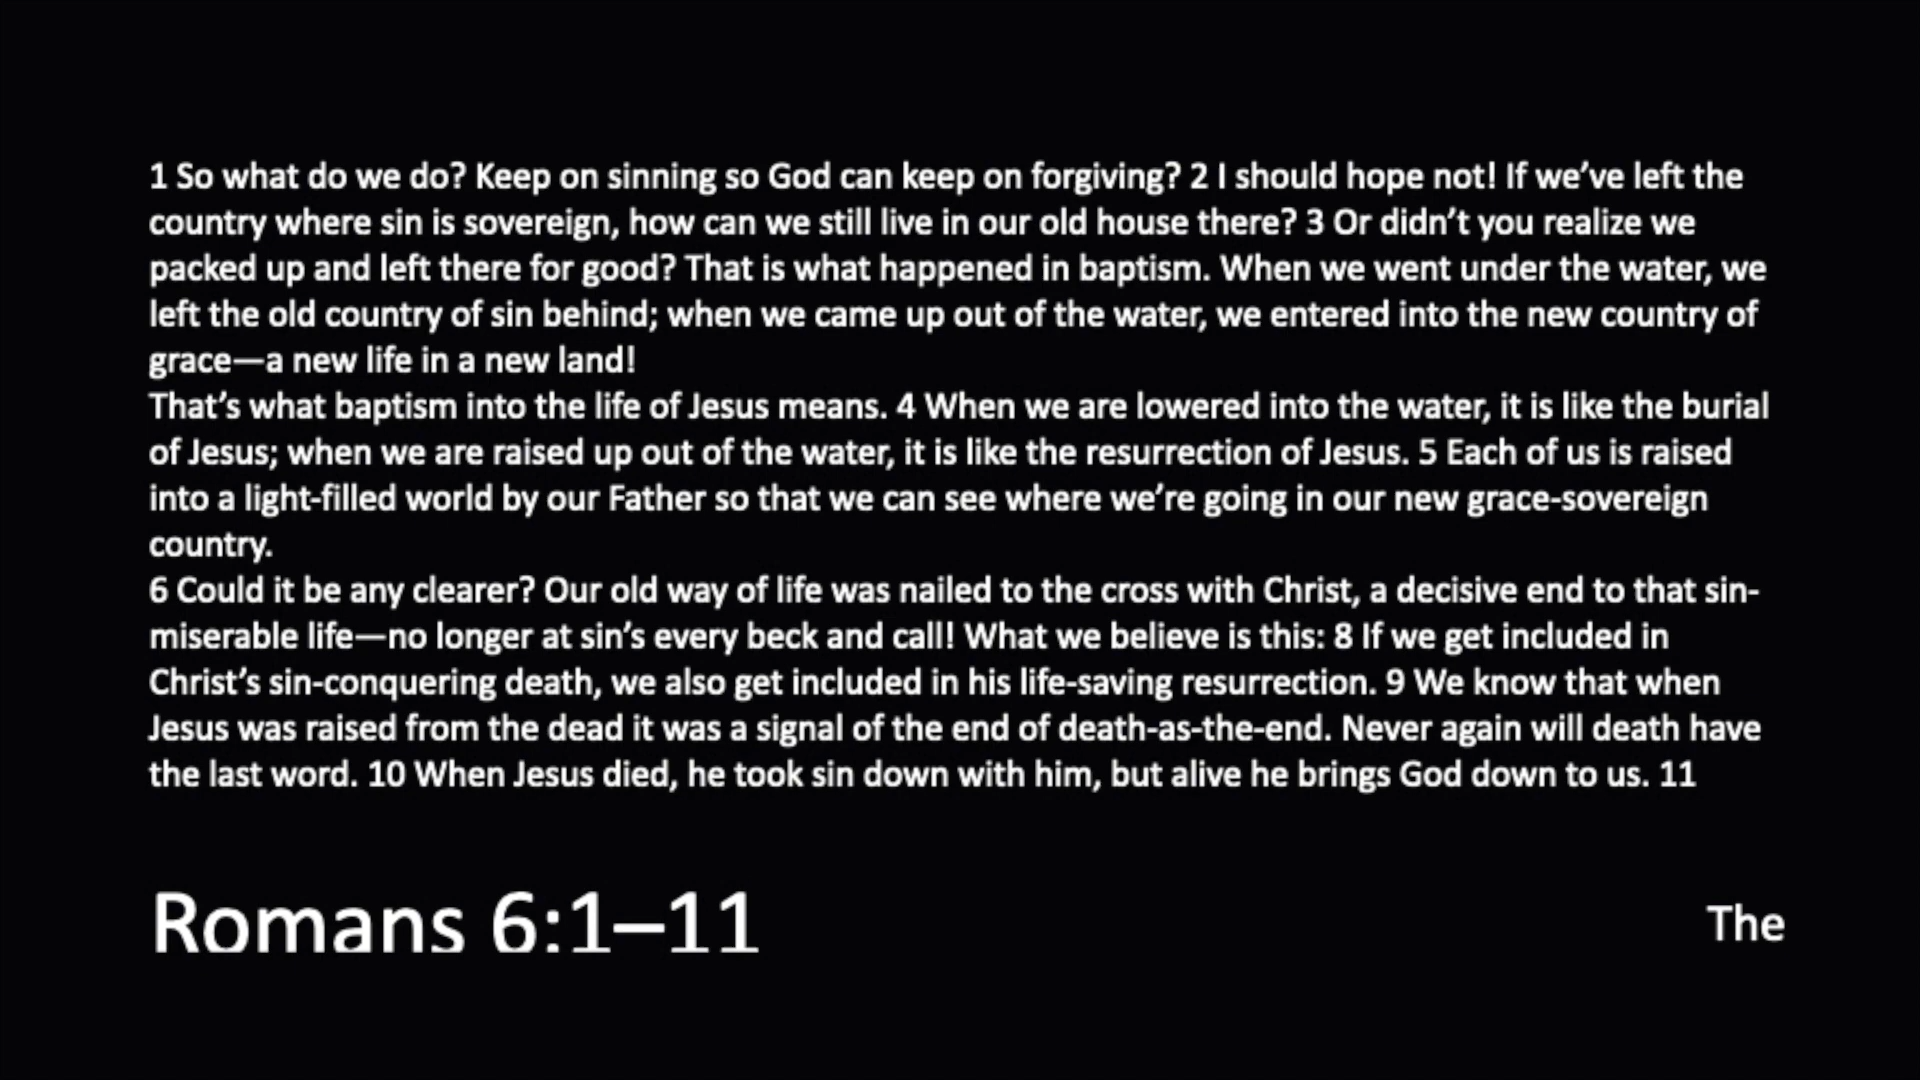 1 So what do we do? Keep on sinning so God can keep on forgiving? 2 I should hope not! If we’ve left the
country where sin is sovereign, how can we still live in our old house there? 3 Or didn’t you realize we
packed up and left there for good? That is what happened in baptism. When we went under the water, we
left the old country of sin behind; when we came up out of the water, we entered into the new country of
grace—a new life in a new land!
That’s what baptism into the life of Jesus means. 4 When we are lowered into the water, it is like the burial
of Jesus; when we are raised up out of the water, it is like the resurrection of Jesus. 5 Each of us is raised
into a light-filled world by our Father so that we can see where we’re going in our new grace-sovereign
country.
6 Could it be any clearer? Our old way of life was nailed to the cross with Christ, a decisive end to that sin-
miserable life—no longer at sin’s every beck and call! What we believe is this: 8 If we get included in
Christ’s sin-conquering death, we also get included in his life-saving resurrection. 9 We know that when
Jesus was raised from the dead it was a signal of the end of death-as-the-end. Never again will death have
the last word. 10 When Jesus died, he took sin down with him, but alive he brings God down to us. 11
Romans 6:1–11
The